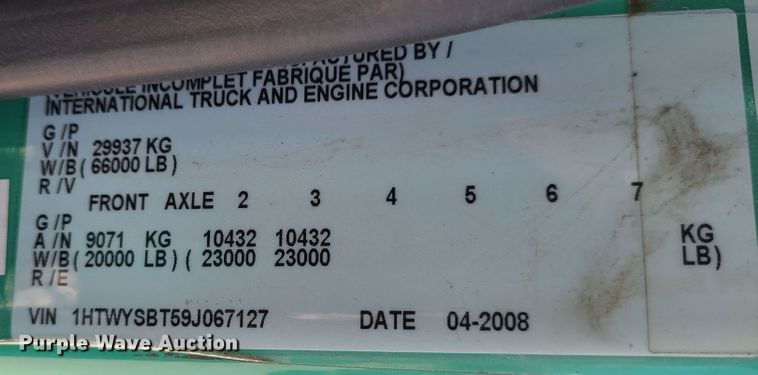 MANUFACTURED BY /
(VEHICULE INCOMPLET FABRIQUE PAR)
INTERNATIONAL TRUCK AND ENGINE CORPORATION
G /P
V /N 29937 KG
W/B( 66000 LB )
R /V
FRONT AXLE 2 3 4 5 6 7
G /P
A /N 9071 KG 10432 10432 KG
W/B( 20000 LB ) ( 23000 23000 LB)
R /E
VIN 1HTWYSBT59J067127 DATE 04-2008
Purple Wave Auction